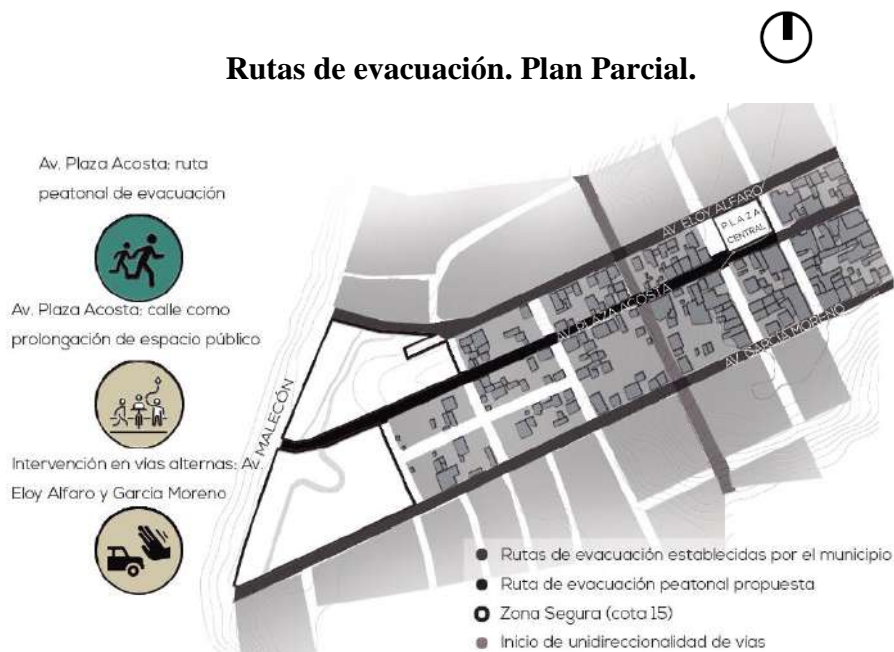 Rutas de evacuación. Plan Parcial.
Av. Plaza Acosta: ruta
peatonal de evacuación
Av. Plaza Acosta: calle como
prolongación de espacio público
Intervención en vías alternas: Av.
Eloy Alfaro y García Moreno
MALECÓN
AV. ELOY ALFARO
PLAZA
CENTRAL
AV. PLAZA ACOSTA
AV. GARCÍA MORENO
Rutas de evacuación establecidas por el municipio
Ruta de evacuación peatonal propuesta
Zona Segura (cota 15)
Inicio de unidireccionalidad de vías